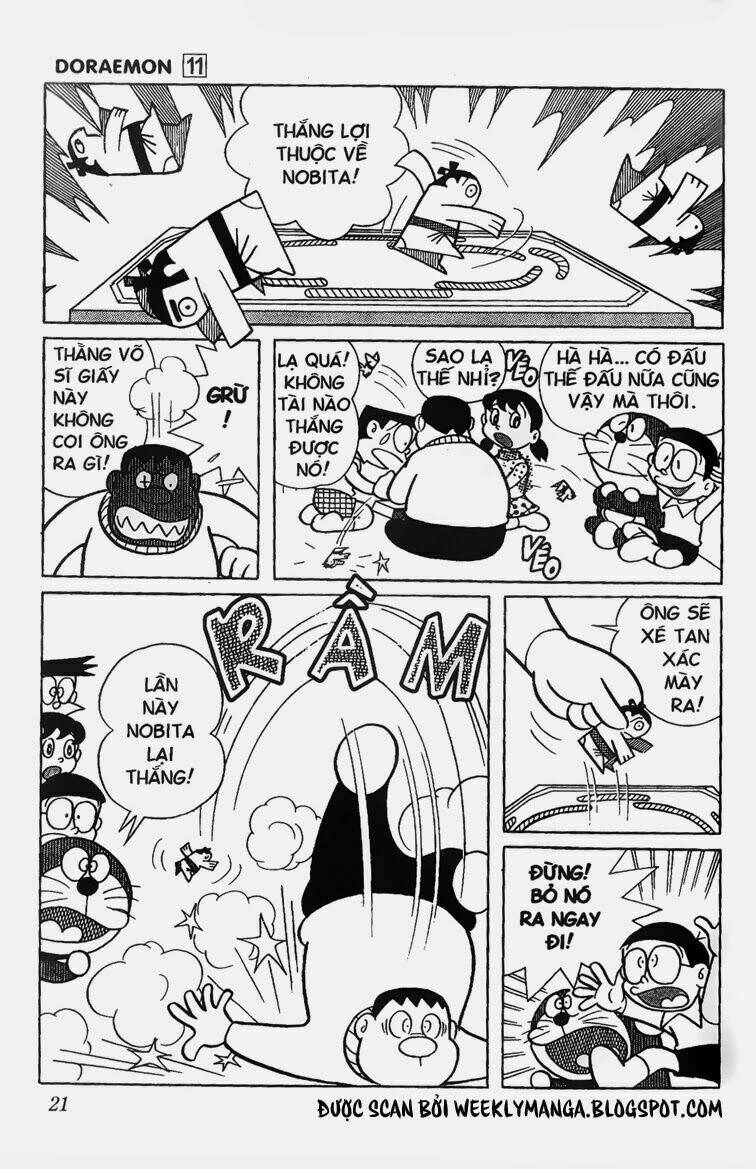 DORAEMON 11
THẮNG LỢI
THUỘC VỀ
NOBITA!
HÀ HÀ... CÓ ĐẤU
THẾ ĐẤU NỮA CŨNG
VẬY MÀ THÔI.
VÉO
SAO LẠ
THẾ NHỈ?
LẠ QUÁ!
KHÔNG
TÀI NÀO
THẮNG
ĐƯỢC
NÓ!
VÉO
GRỪ
!
THẰNG VÕ
SĨ GIẤY
NÀY
KHÔNG
COI ÔNG
RA GÌ!
ÔNG SẼ
XÉ TAN
XÁC
MÀY
RA!
ĐỪNG!
BỎ NÓ
RA NGAY
ĐI!
RẦM
LẦN
NÀY
NOBITA
LẠI
THẮNG!
21
ĐƯỢC SCAN BỞI WEEKLYMANGA.BLOGSPOT.COM